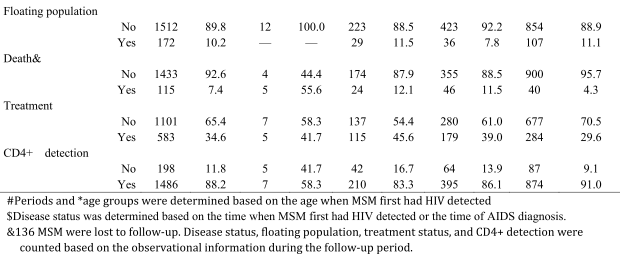 Floating population
No 1512 89.8 12 100.0 223 88.5 423 92.2 854 88.9
Yes 172 10.2 — — 29 11.5 36 7.8 107 11.1
Death&
No 1433 92.6 4 44.4 174 87.9 355 88.5 900 95.7
Yes 115 7.4 5 55.6 24 12.1 46 11.5 40 4.3
Treatment
No 1101 65.4 7 58.3 137 54.4 280 61.0 677 70.5
Yes 583 34.6 5 41.7 115 45.6 179 39.0 284 29.6
CD4+ detection
No 198 11.8 5 41.7 42 16.7 64 13.9 87 9.1
Yes 1486 88.2 7 58.3 210 83.3 395 86.1 874 91.0
#Periods and *age groups were determined based on the age when MSM first had HIV detected
$Disease status was determined based on the time when MSM first had HIV detected or the time of AIDS diagnosis.
&136 MSM were lost to follow-up. Disease status, floating population, treatment status, and CD4+ detection were
counted based on the observational information during the follow-up period.